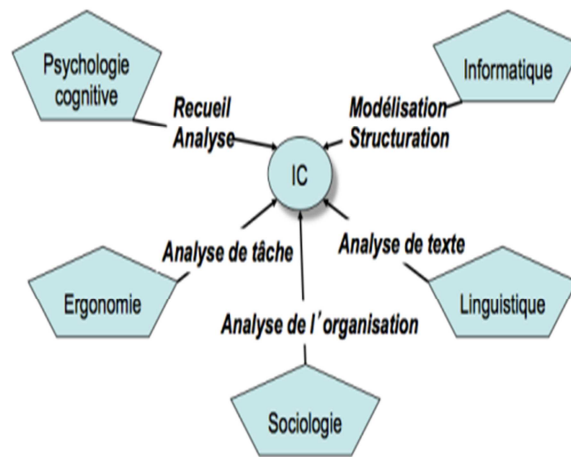 Psychologie
cognitive
Informatique
Recueil
Analyse
Modélisation
Structuration
IC
Analyse de tâche
Analyse de texte
Ergonomie
Linguistique
Analyse de l'organisation
Sociologie